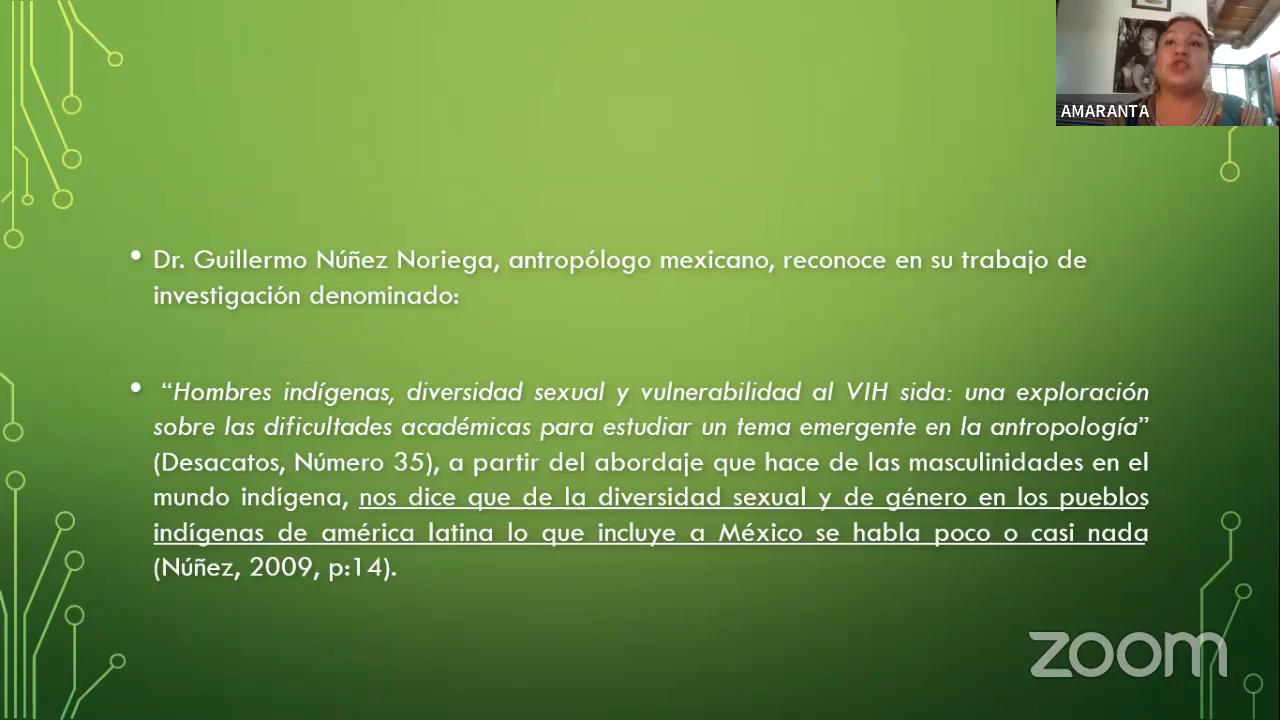 AMARANTA
• Dr. Guillermo Núñez Noriega, antropólogo mexicano, reconoce en su trabajo de
investigación denominado:
• “Hombres indígenas, diversidad sexual y vulnerabilidad al VIH sida: una exploración
sobre las dificultades académicas para estudiar un tema emergente en la antropología”
(Desacatos, Número 35), a partir del abordaje que hace de las masculinidades en el
mundo indígena, nos dice que de la diversidad sexual y de género en los pueblos
indígenas de américa latina lo que incluye a México se habla poco o casi nada
(Núñez, 2009, p:14).
zoom